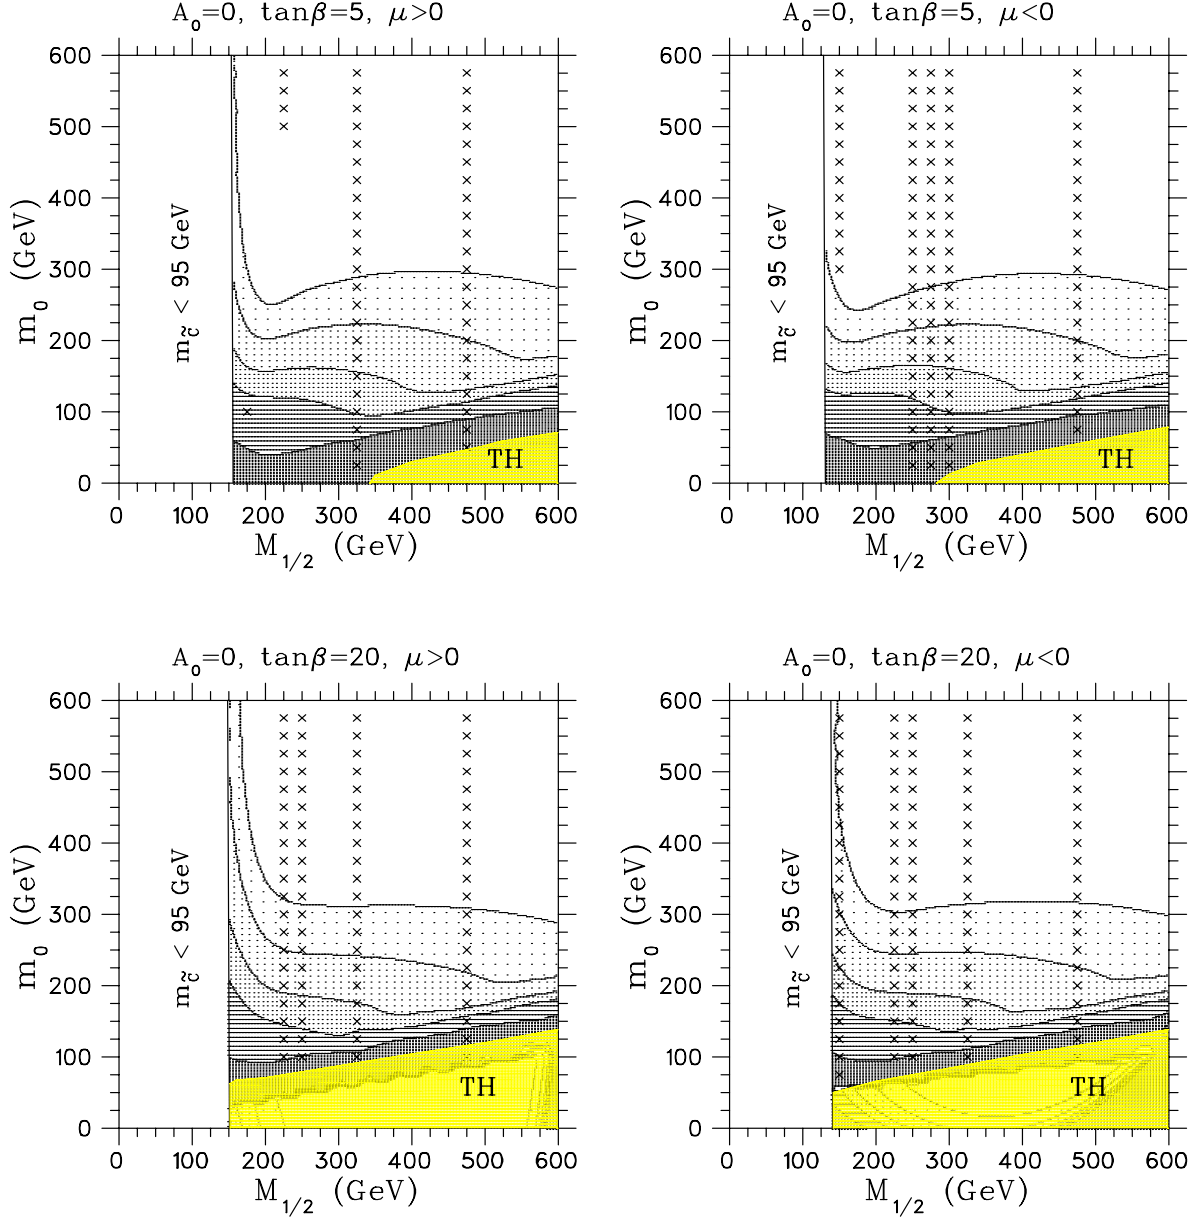 A₀=0, tanβ=5, μ>0
600
500
400
300
200
100
0
m₀ (GeV)
m_c̃ < 95 GeV
TH
0 100 200 300 400 500 600
M₁/₂ (GeV)
A₀=0, tanβ=5, μ<0
600
500
400
300
200
100
0
m₀ (GeV)
m_c̃ < 95 GeV
TH
0 100 200 300 400 500 600
M₁/₂ (GeV)
A₀=0, tanβ=20, μ>0
600
500
400
300
200
100
0
m₀ (GeV)
m_c̃ < 95 GeV
TH
0 100 200 300 400 500 600
M₁/₂ (GeV)
A₀=0, tanβ=20, μ<0
600
500
400
300
200
100
0
m₀ (GeV)
m_c̃ < 95 GeV
TH
0 100 200 300 400 500 600
M₁/₂ (GeV)